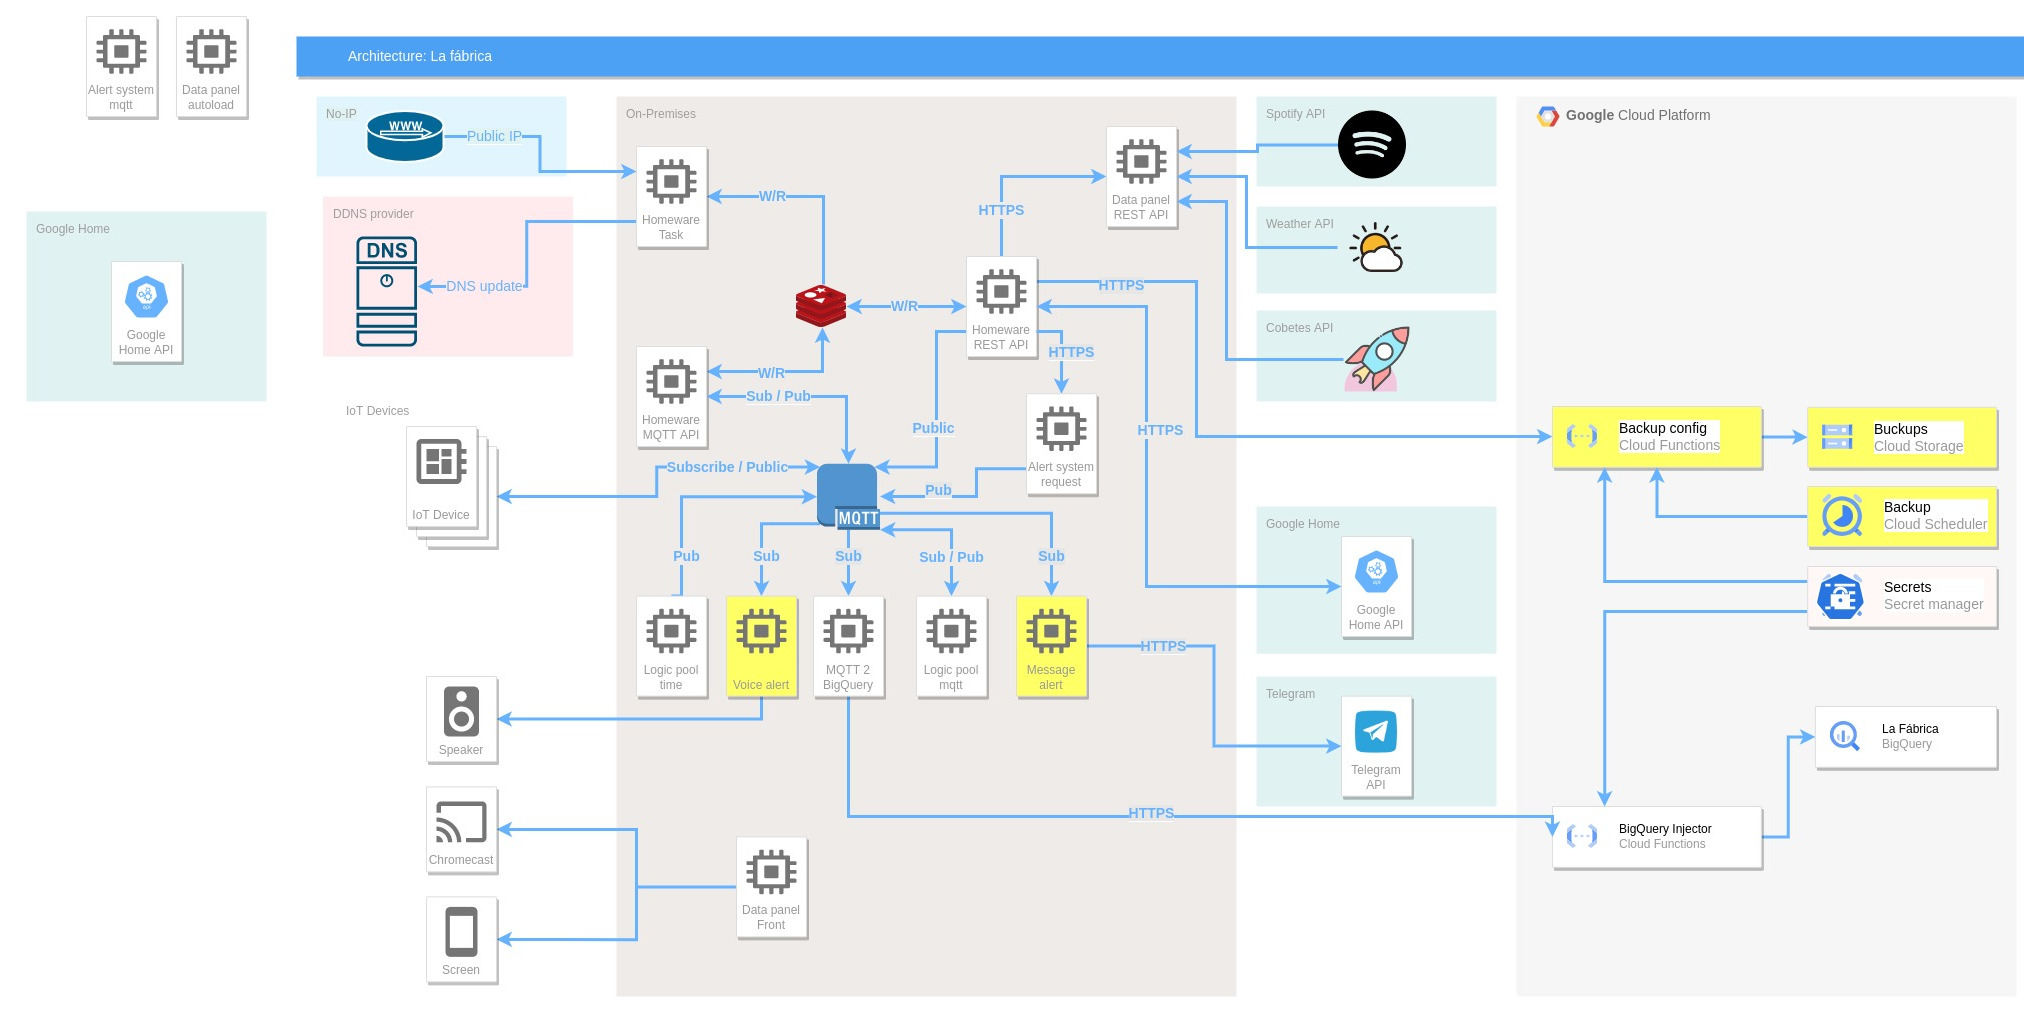 Alert system
mqtt
Data panel
autoload
Architecture: La fábrica
Google Home
Google
Home API
No-IP
WWW
Public IP
DDNS provider
DNS
DNS update
IoT Devices
IoT Device
Speaker
Chromecast
Screen
On-Premises
Homeware
Task
W/R
W/R
W/R
Homeware
MQTT API
Sub / Pub
Subscribe / Public
Data panel
REST API
HTTPS
Homeware
REST API
HTTPS
HTTPS
HTTPS
Public
Alert system
request
Pub
MQTT
Pub
Sub
Sub
Sub / Pub
Sub
Logic pool
time
Voice alert
MQTT 2
BigQuery
Logic pool
mqtt
Message
alert
HTTPS
HTTPS
Data panel
Front
Spotify API
Weather API
Cobetes API
Google Home
api
Google
Home API
Telegram
Telegram
API
Google Cloud Platform
Backup config
Cloud Functions
Buckups
Cloud Storage
Backup
Cloud Scheduler
Secrets
Secret manager
La Fábrica
BigQuery
BigQuery Injector
Cloud Functions